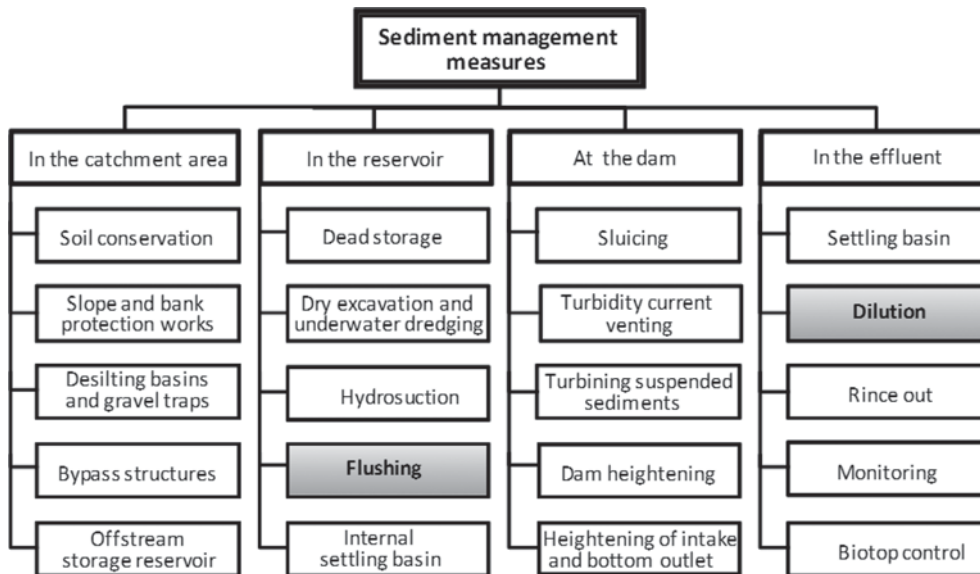 Sediment management
measures
In the catchment area
Soil conservation
Slope and bank
protection works
Desilting basins
and gravel traps
Bypass structures
Offstream
storage reservoir
In the reservoir
Dead storage
Dry excavation and
underwater dredging
Hydrosuction
Flushing
Internal
settling basin
At the dam
Sluicing
Turbidity current
venting
Turbining suspended
sediments
Dam heightening
Heightening of intake
and bottom outlet
In the effluent
Settling basin
Dilution
Rince out
Monitoring
Biotop control